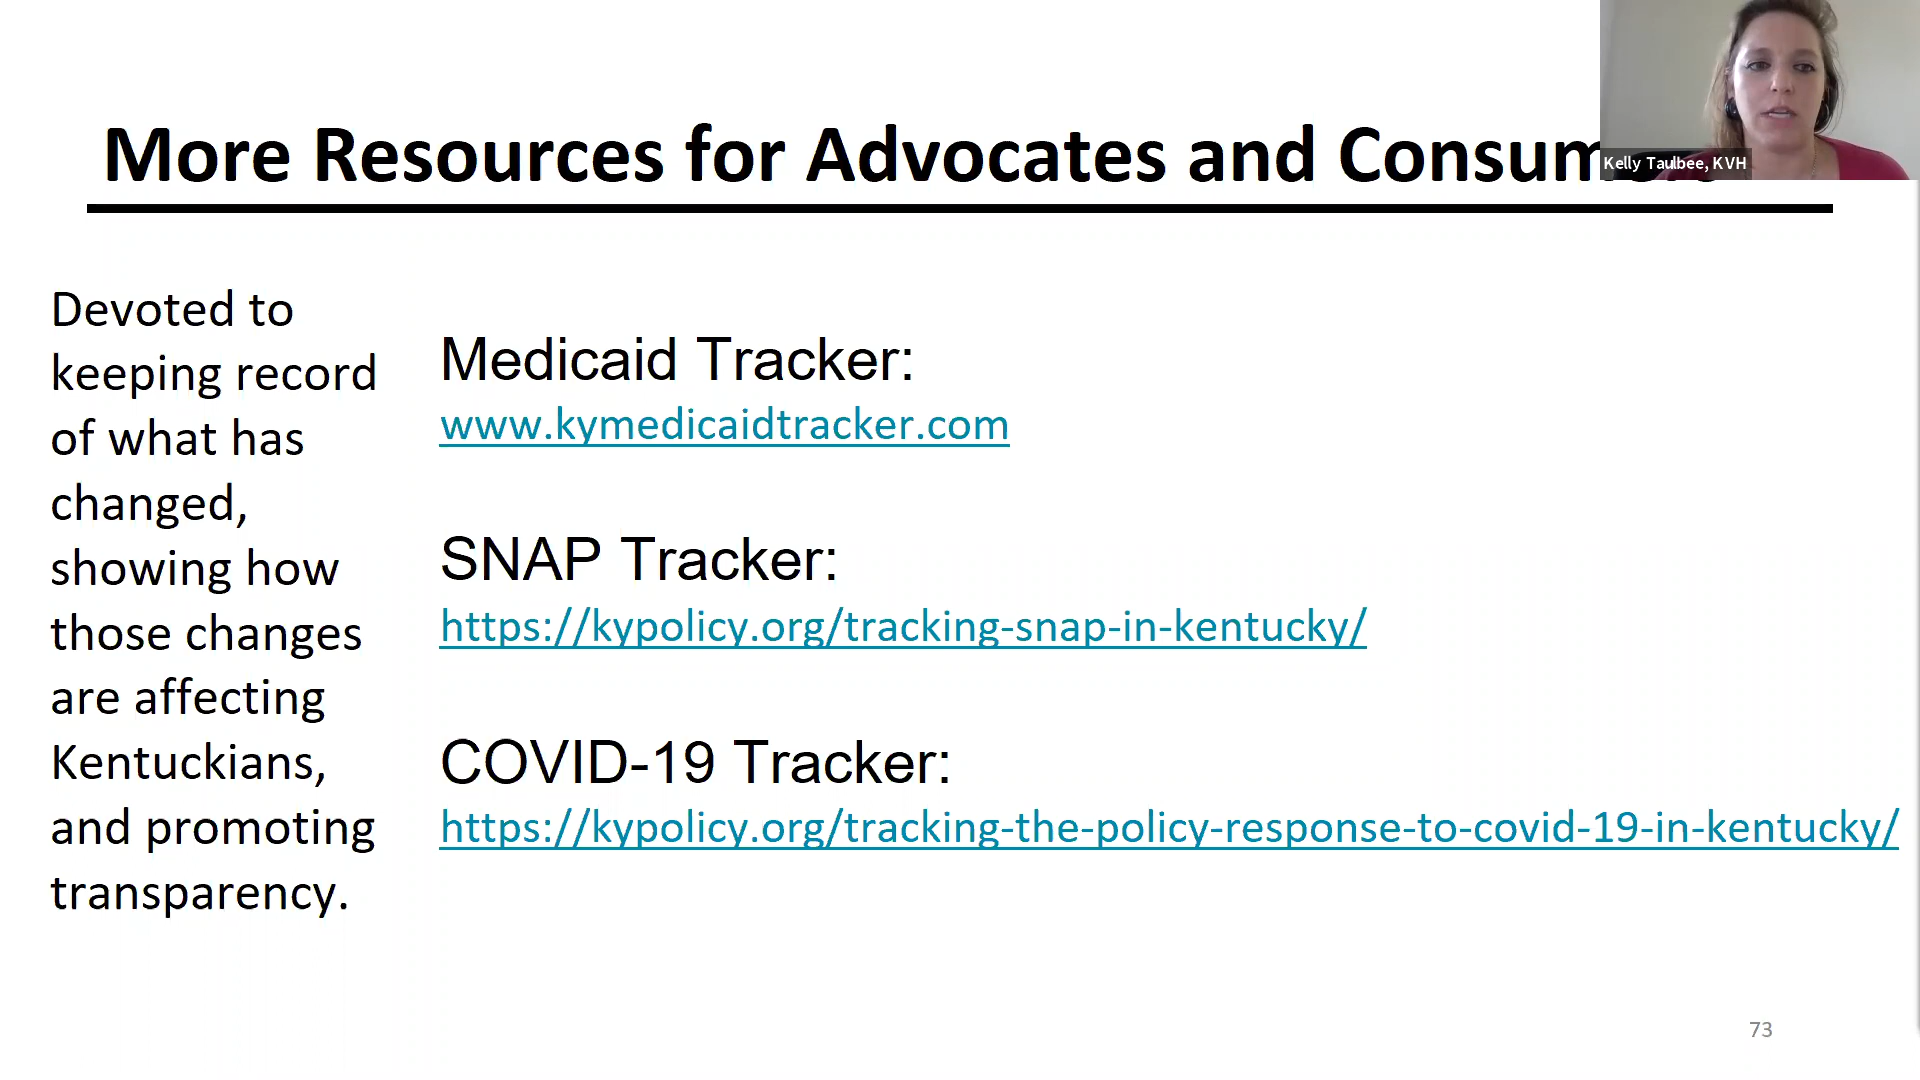 More Resources for Advocates and Consum
Kelly Taulbee, KVH
Devoted to
keeping record
of what has
changed,
showing how
those changes
are affecting
Kentuckians,
and promoting
transparency.
Medicaid Tracker:
www.kymedicaidtracker.com
SNAP Tracker:
https://kypolicy.org/tracking-snap-in-kentucky/
COVID-19 Tracker:
https://kypolicy.org/tracking-the-policy-response-to-covid-19-in-kentucky/
73